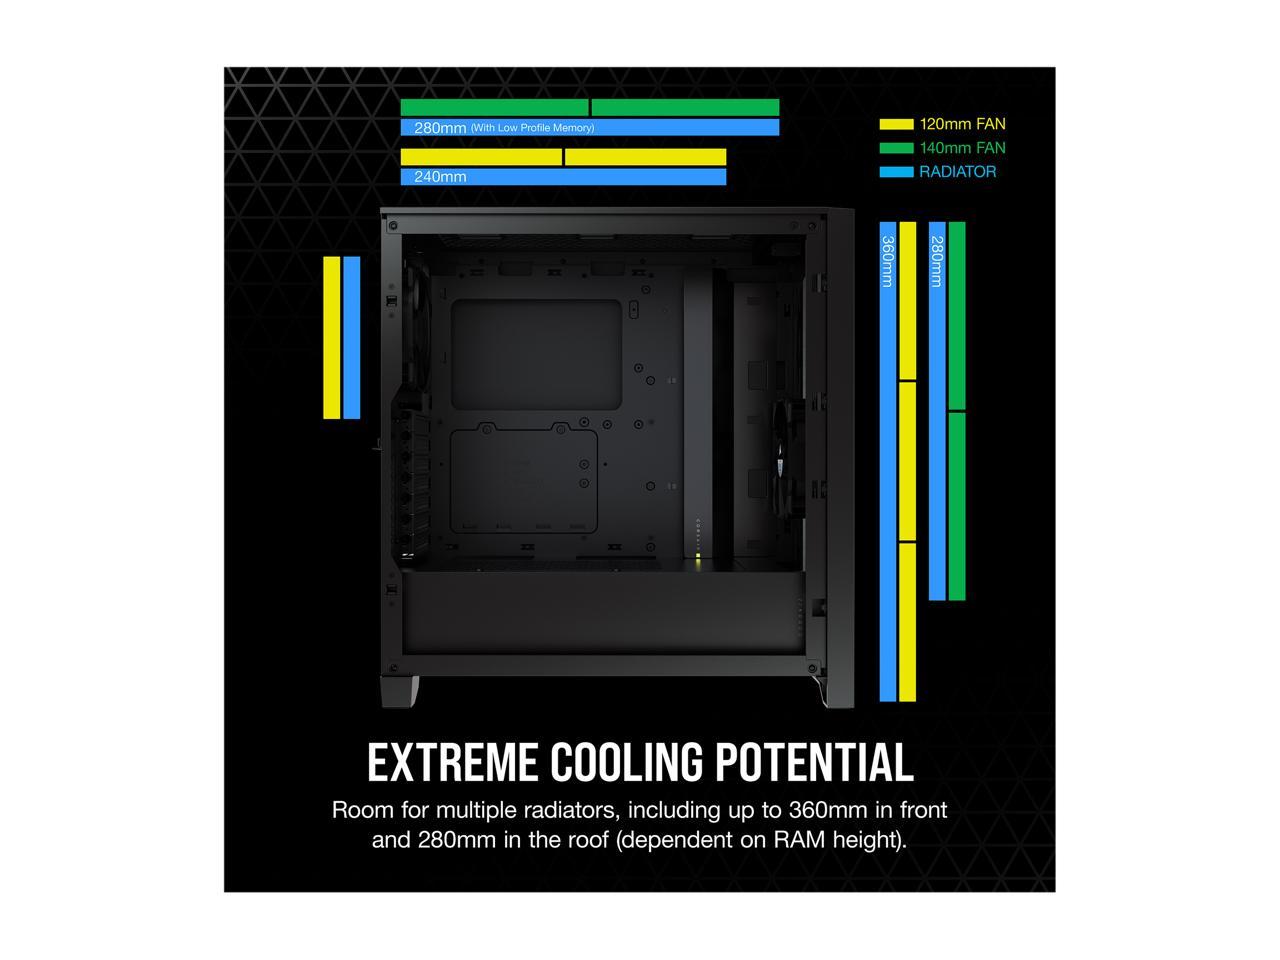 280mm (With Low Profile Memory)
240mm
120mm FAN
140mm FAN
RADIATOR
360mm
280mm
CORSAIR
EXTREME COOLING POTENTIAL
Room for multiple radiators, including up to 360mm in front
and 280mm in the roof (dependent on RAM height).